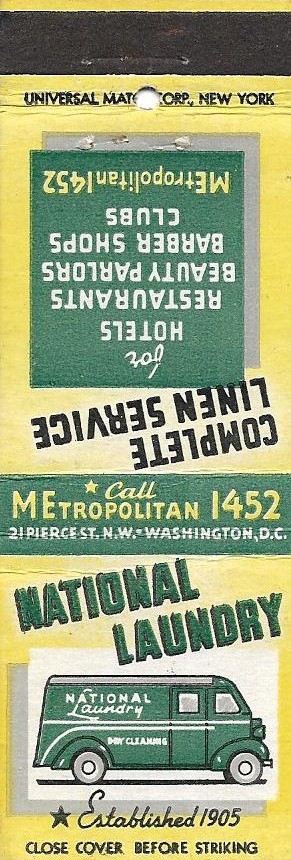 UNIVERSAL MATCH CORP., NEW YORK
COMPLETE
LINEN SERVICE
for
HOTELS
RESTAURANTS
BEAUTY PARLORS
BARBER SHOPS
CLUBS
MEtropolitan 1452
★ Call
METROPOLITAN 1452
21 PIERCE ST. N.W. - WASHINGTON, D.C.
NATIONAL
LAUNDRY
NATIONAL
Laundry
DRY CLEANING
★ Established 1905
CLOSE COVER BEFORE STRIKING